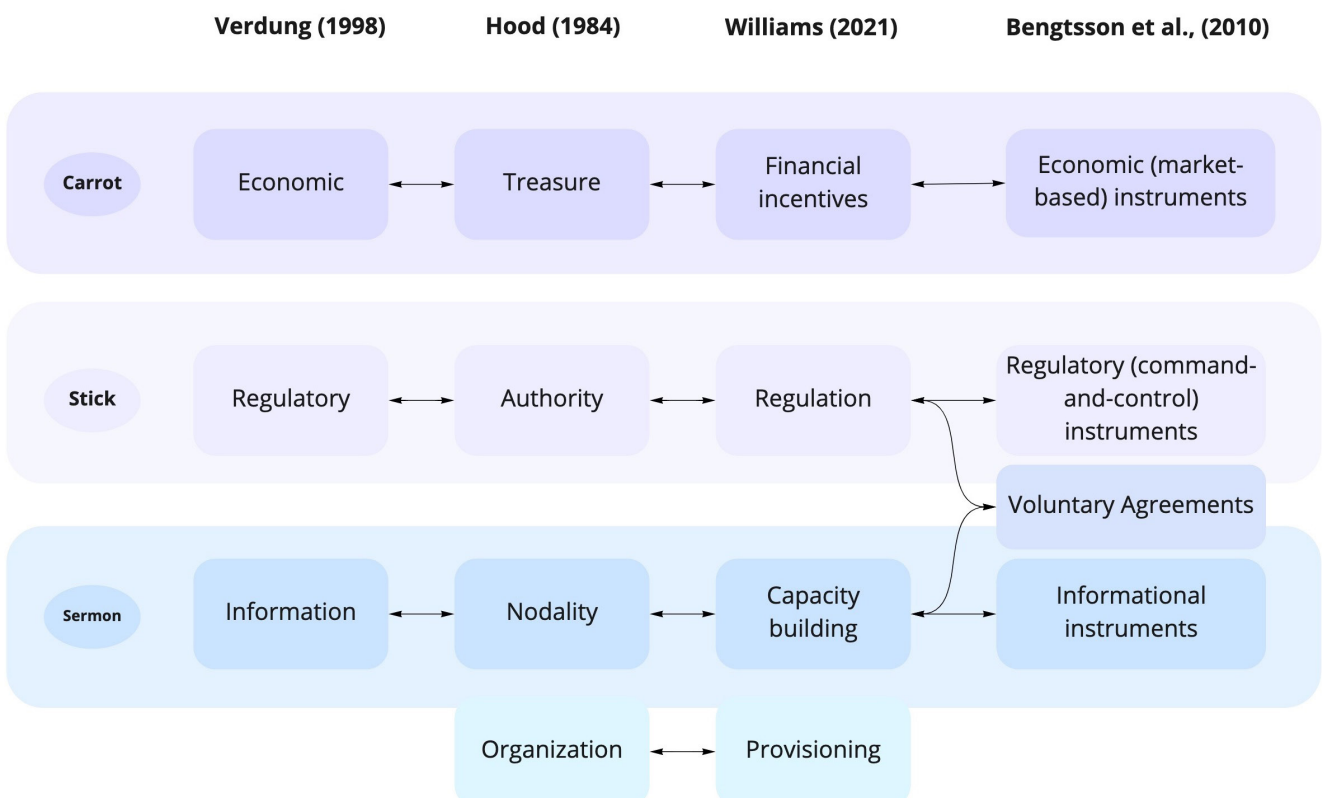 Verdung (1998)
Hood (1984)
Williams (2021)
Bengtsson et al., (2010)
Carrot
Economic
Treasure
Financial
incentives
Economic (market-
based) instruments
Stick
Regulatory
Authority
Regulation
Regulatory (command-
and-control)
instruments
Voluntary Agreements
Sermon
Information
Nodality
Capacity
building
Informational
instruments
Organization
Provisioning